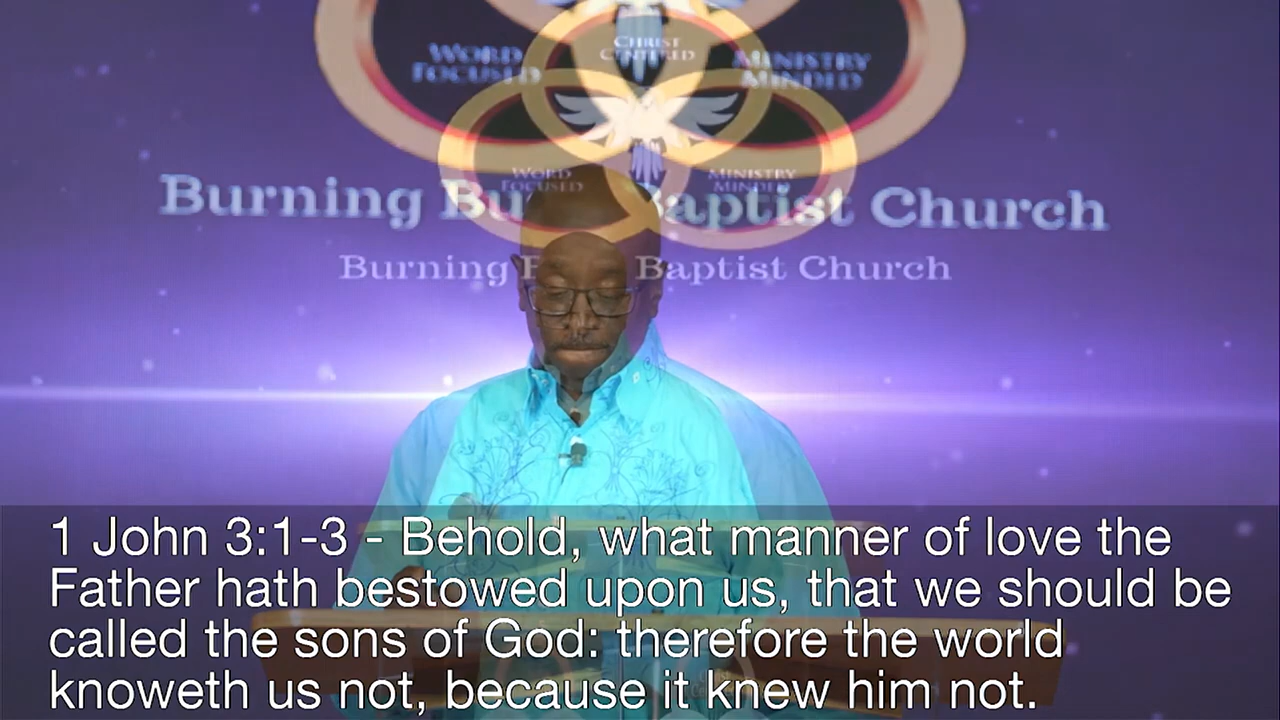 WORD
FOCUSED
CHRIST
CENTERED
MINISTRY
MINDED
WORD
FOCUSED
MINISTRY
MINDED
Burning Bu Baptist Church
Burning B Baptist Church
1 John 3:1-3 - Behold, what manner of love the
Father hath bestowed upon us, that we should be
called the sons of God: therefore the world
knoweth us not, because it knew him not.